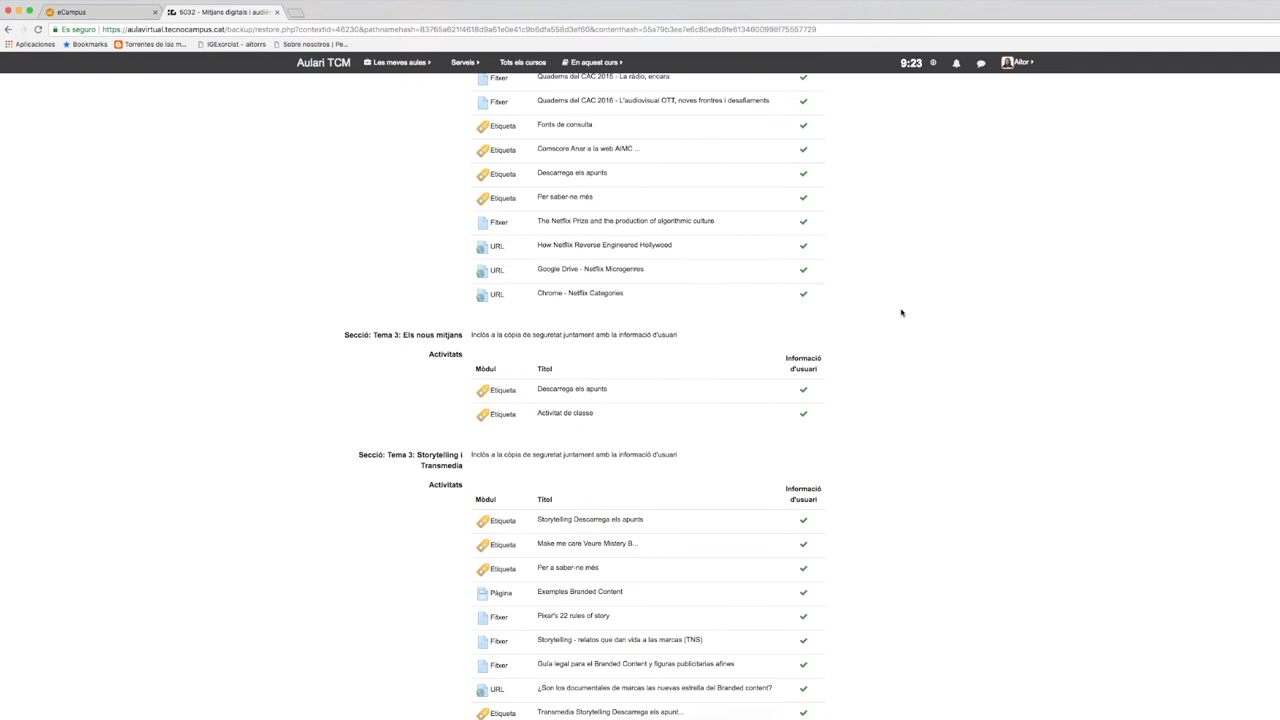 eCampus
5032 - Mitjans digitals i audièn
Es seguro
https://aulavirtual.tecnocampus.cat/backup/restore.php?contextid=46230&pathnamehash=83765a621f4618d9a61e0e41c9b6dfa558d3ef60&contenthash=55a79b3ee7e6c80edb9fe6134600998f75557729
Aplicaciones
Bookmarks
Torrentes de las m...
IGExorcist - altorrs
Sobre nosotros | Pe...
Aulari TCM
Les meves aules
Serveis
Tots els cursos
En aquest curs
9:23
Aitor
Fitxer Quaderns del CAC 2015 - La ràdio, encara
Fitxer Quaderns del CAC 2016 - L'audiovisual OTT, noves frontres i desafiaments
Etiqueta Fonts de consulta
Etiqueta Comscore Anar a la web AIMC ...
Etiqueta Descarrega els apunts
Etiqueta Per saber-ne més
Fitxer The Netflix Prize and the production of algorithmic culture
URL How Netflix Reverse Engineered Hollywood
URL Google Drive - Netflix Microgenres
URL Chrome - Netflix Categories
Secció: Tema 3: Els nous mitjans Inclòs a la còpia de seguretat juntament amb la informació d'usuari
Activitats
Informació
d'usuari
Mòdul Títol
Etiqueta Descarrega els apunts
Etiqueta Activitat de classe
Secció: Tema 3: Storytelling i Inclòs a la còpia de seguretat juntament amb la informació d'usuari
Transmedia
Activitats
Informació
d'usuari
Mòdul Títol
Etiqueta Storytelling Descarrega els apunts
Etiqueta Make me care Veure Mistery B...
Etiqueta Per a saber-ne més
Pàgina Exemples Branded Content
Fitxer Pixar's 22 rules of story
Fitxer Storytelling - relatos que dan vida a las marcas (TNS)
Fitxer Guía legal para el Branded Content y figuras publicitarias afines
URL ¿Son los documentales de marcas las nuevas estrella del Branded content?
Etiqueta Transmedia Storytelling Descarrega els apunt...